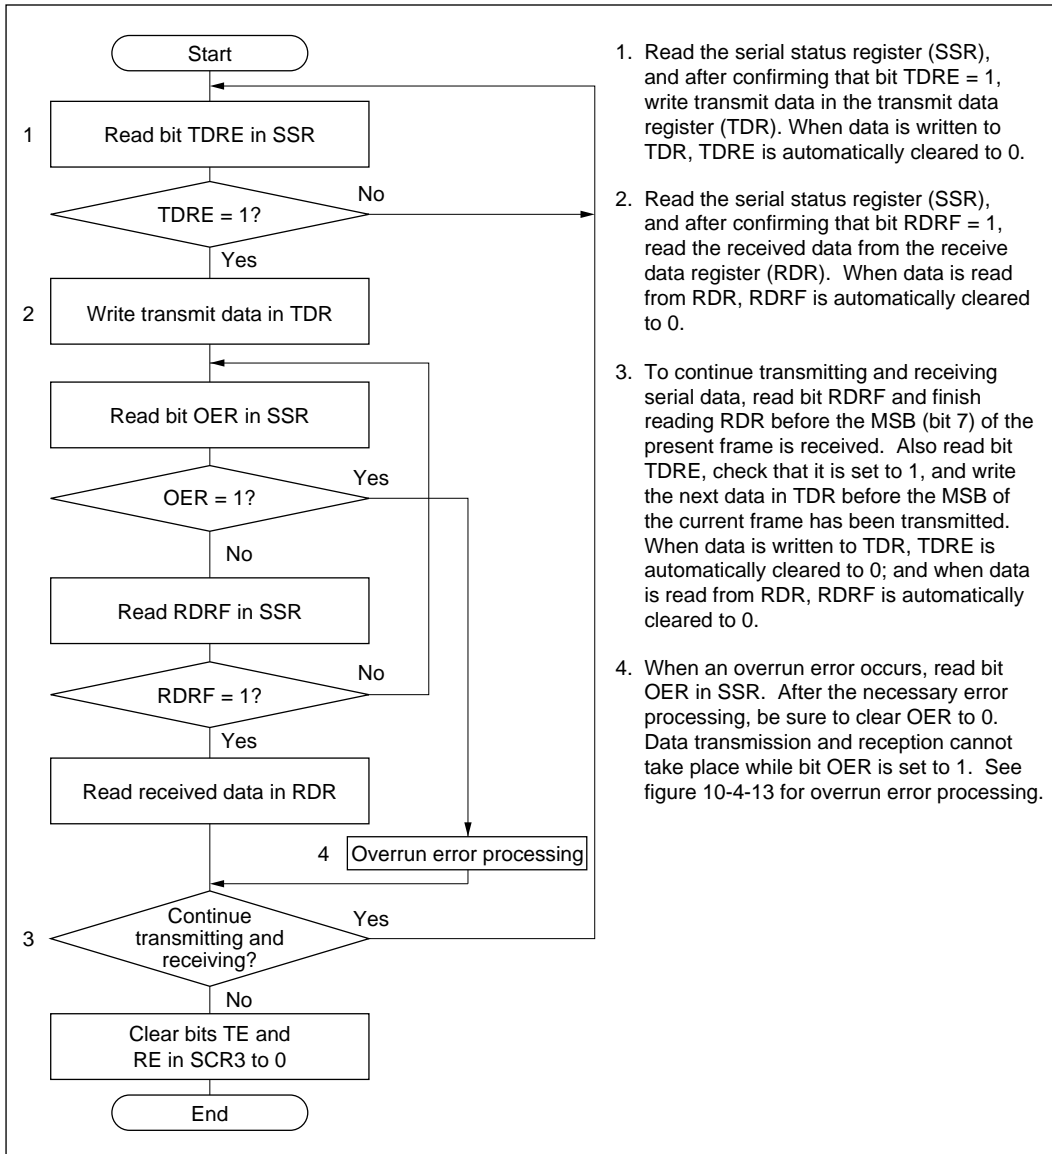 Start
1
Read bit TDRE in SSR
TDRE = 1?
No
Yes
2
Write transmit data in TDR
Read bit OER in SSR
OER = 1?
Yes
No
Read RDRF in SSR
RDRF = 1?
No
Yes
Read received data in RDR
4
Overrun error processing
3
Continue
transmitting and
receiving?
Yes
No
Clear bits TE and
RE in SCR3 to 0
End
1. Read the serial status register (SSR),
and after confirming that bit TDRE = 1,
write transmit data in the transmit data
register (TDR). When data is written to
TDR, TDRE is automatically cleared to 0.
2. Read the serial status register (SSR),
and after confirming that bit RDRF = 1,
read the received data from the receive
data register (RDR). When data is read
from RDR, RDRF is automatically cleared
to 0.
3. To continue transmitting and receiving
serial data, read bit RDRF and finish
reading RDR before the MSB (bit 7) of the
present frame is received. Also read bit
TDRE, check that it is set to 1, and write
the next data in TDR before the MSB of
the current frame has been transmitted.
When data is written to TDR, TDRE is
automatically cleared to 0; and when data
is read from RDR, RDRF is automatically
cleared to 0.
4. When an overrun error occurs, read bit
OER in SSR. After the necessary error
processing, be sure to clear OER to 0.
Data transmission and reception cannot
take place while bit OER is set to 1. See
figure 10-4-13 for overrun error processing.